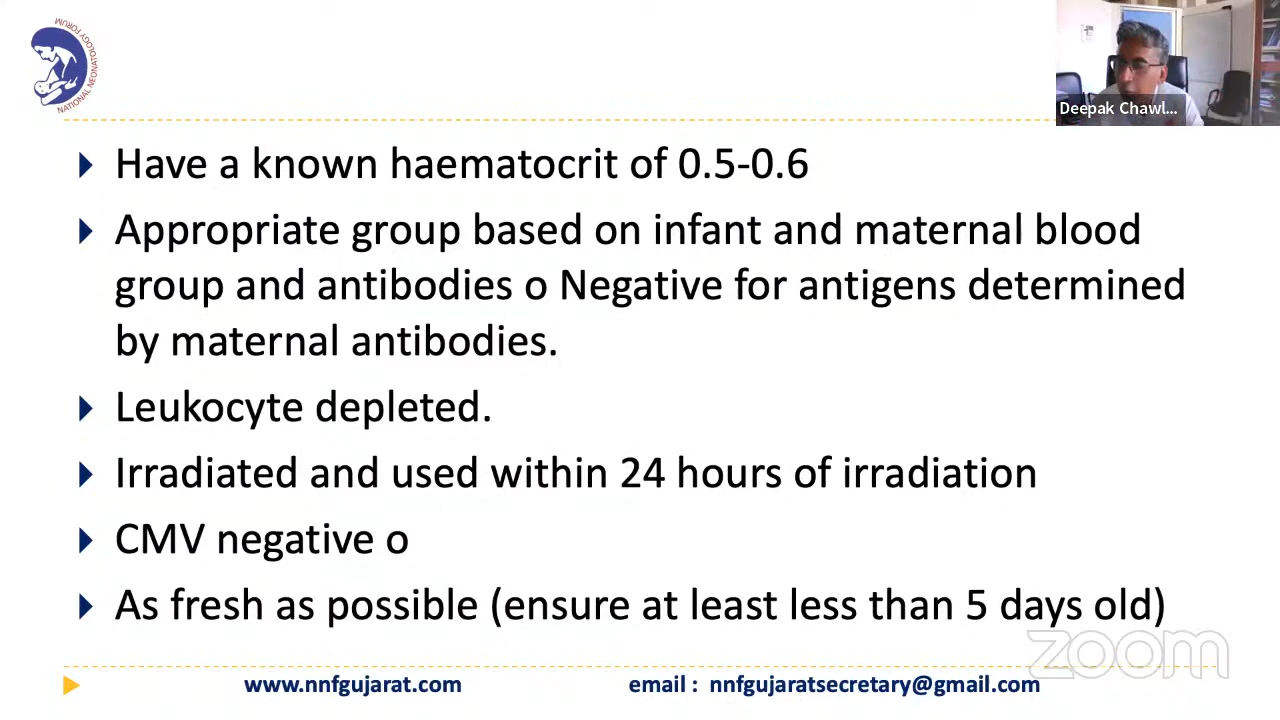 NATIONAL NEONATOLOGY FORUM
Deepak Chawl...
Have a known haematocrit of 0.5-0.6
Appropriate group based on infant and maternal blood
group and antibodies o Negative for antigens determined
by maternal antibodies.
Leukocyte depleted.
Irradiated and used within 24 hours of irradiation
CMV negative o
As fresh as possible (ensure at least less than 5 days old)
zoom
www.nnfgujarat.com
email : nnfgujaratsecretary@gmail.com